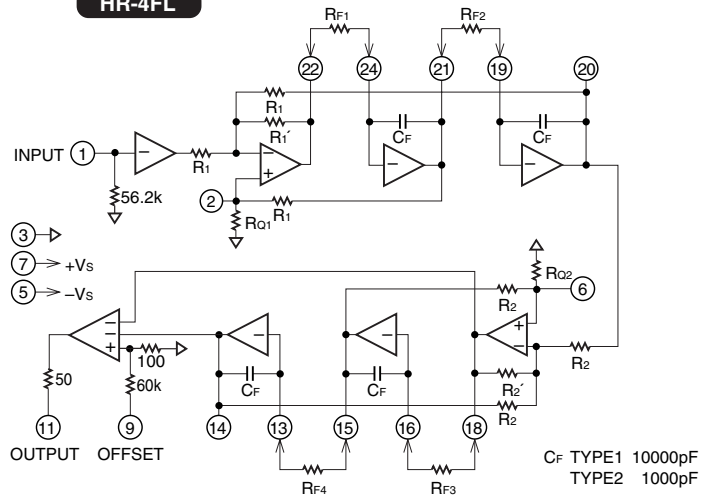 HR-4FL
RF1
RF2
22
24
21
19
20
R1
R1´
CF
CF
INPUT 1
−
R1
−
+
−
−
56.2k
2
RQ1
R1
3
7 +Vs
5 −Vs
RQ2
R2
6
−
−
+
100
−
−
+
−
R2
50
60k
CF
CF
R2´
R2
11
9
14
13
15
16
18
OUTPUT OFFSET
RF4
RF3
CF TYPE1 10000pF
TYPE2 1000pF